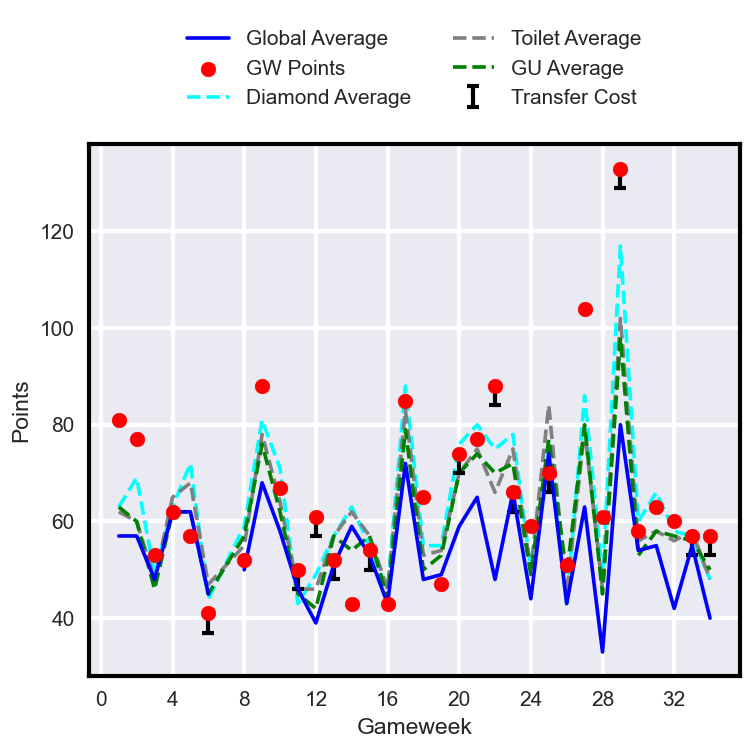 Global Average
GW Points
Diamond Average
Toilet Average
GU Average
Transfer Cost
Points
120
100
80
60
40
0 4 8 12 16 20 24 28 32
Gameweek